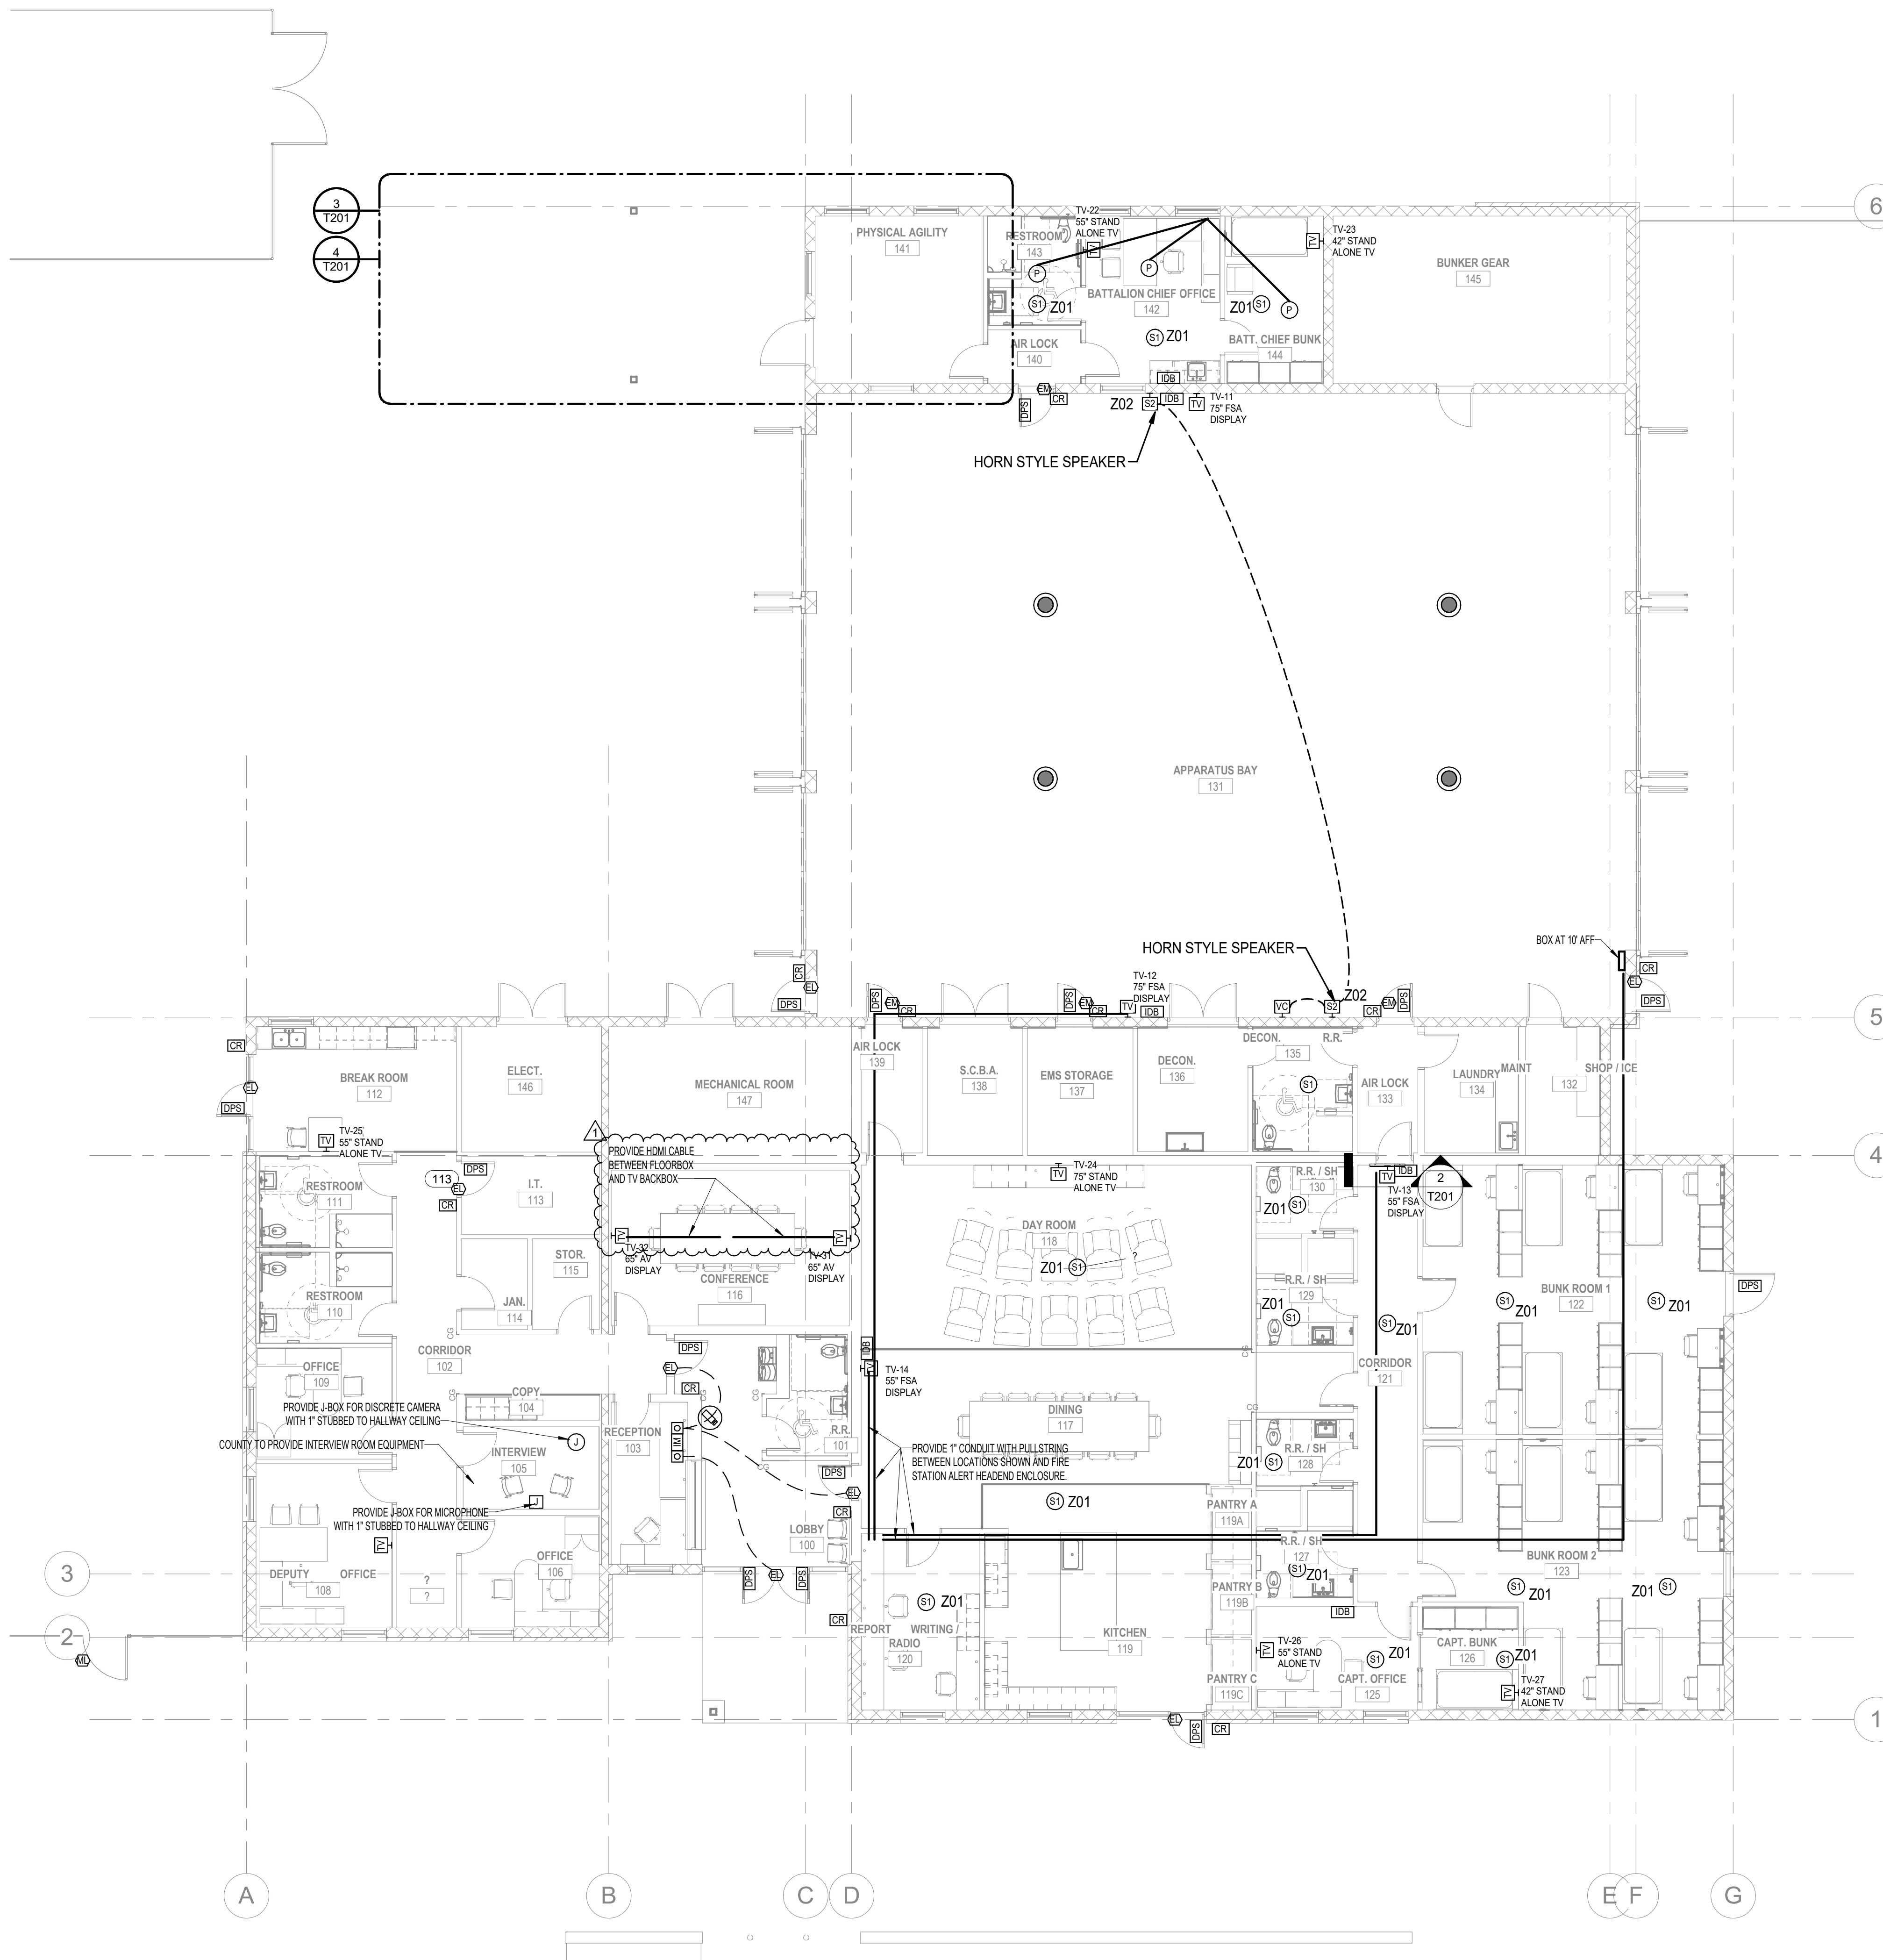 3
T201
4
T201
6
PHYSICAL AGILITY
141
RESTROOM
143
TV-22
55" STAND
ALONE TV
TV
P
P
P
S1
Z01
BATTALION CHIEF OFFICE
142
S1 Z01
Z01 S1
BATT. CHIEF BUNK
144
TV
TV-23
42" STAND
ALONE TV
BUNKER GEAR
145
AIR LOCK
140
IDB
EM
CR
DPS
Z02
S2
IDB
TV
TV-11
75" FSA
DISPLAY
HORN STYLE SPEAKER
APPARATUS BAY
131
HORN STYLE SPEAKER
BOX AT 10' AFF
CR
EL
DPS
CR
EL
DPS
TV-12
75" FSA
DISPLAY
TV
IDB
DPS
EM
CR
EM
CR
VC
S2
Z02
CR
EM
DPS
5
CR
EL
DPS
BREAK ROOM
112
ELECT.
146
MECHANICAL ROOM
147
AIR LOCK
139
S.C.B.A.
138
EMS STORAGE
137
DECON.
136
DECON.
135
R.R.
S1
AIR LOCK
133
LAUNDRY
134
MAINT
132
SHOP / ICE
TV
TV-25
55" STAND
ALONE TV
1
PROVIDE HDMI CABLE
BETWEEN FLOORBOX
AND TV BACKBOX
4
DPS
113
EL
CR
I.T.
113
RESTROOM
111
RESTROOM
110
STOR.
115
JAN.
114
TV
TV-32
65" AV
DISPLAY
TV
TV-31
65" AV
DISPLAY
CONFERENCE
116
TV
TV-24
75" STAND
ALONE TV
DAY ROOM
118
?
Z01 S1
R.R. / SH
130
Z01 S1
IDB
TV
TV-13
55" FSA
DISPLAY
2
T201
R.R. / SH
129
Z01
S1
S1 Z01
BUNK ROOM 1
122
S1 Z01
S1 Z01
DPS
CORRIDOR
102
CG
CG
CG
CG
CG
CG
OFFICE
109
COPY
104
DPS
EL
CR
IM
IDB
TV
TV-14
55" FSA
DISPLAY
CORRIDOR
121
PROVIDE J-BOX FOR DISCRETE CAMERA
WITH 1" STUBBED TO HALLWAY CEILING
J
COUNTY TO PROVIDE INTERVIEW ROOM EQUIPMENT
INTERVIEW
105
PROVIDE J-BOX FOR MICROPHONE
WITH 1" STUBBED TO HALLWAY CEILING
J
RECEPTION
103
R.R.
101
DPS
EL
CR
DINING
117
PROVIDE 1" CONDUIT WITH PULLSTRING
BETWEEN LOCATIONS SHOWN AND FIRE
STATION ALERT HEADEND ENCLOSURE.
R.R. / SH
128
Z01 S1
S1 Z01
PANTRY A
119A
LOBBY
100
TV
OFFICE
106
DEPUTY OFFICE
108
?
?
DPS
EL
DPS
CR
3
R.R. / SH
127
S1
Z01
PANTRY B
119B
BUNK ROOM 2
123
S1
Z01
Z01 S1
S1 Z01
REPORT WRITING /
RADIO
120
KITCHEN
119
IDB
2
ML
TV
TV-26
55" STAND
ALONE TV
PANTRY C
119C
CAPT. OFFICE
125
S1
Z01
CAPT. BUNK
126
S1
Z01
TV
TV-27
42" STAND
ALONE TV
EL
DPS
CR
1
A
B
C
D
E
F
G